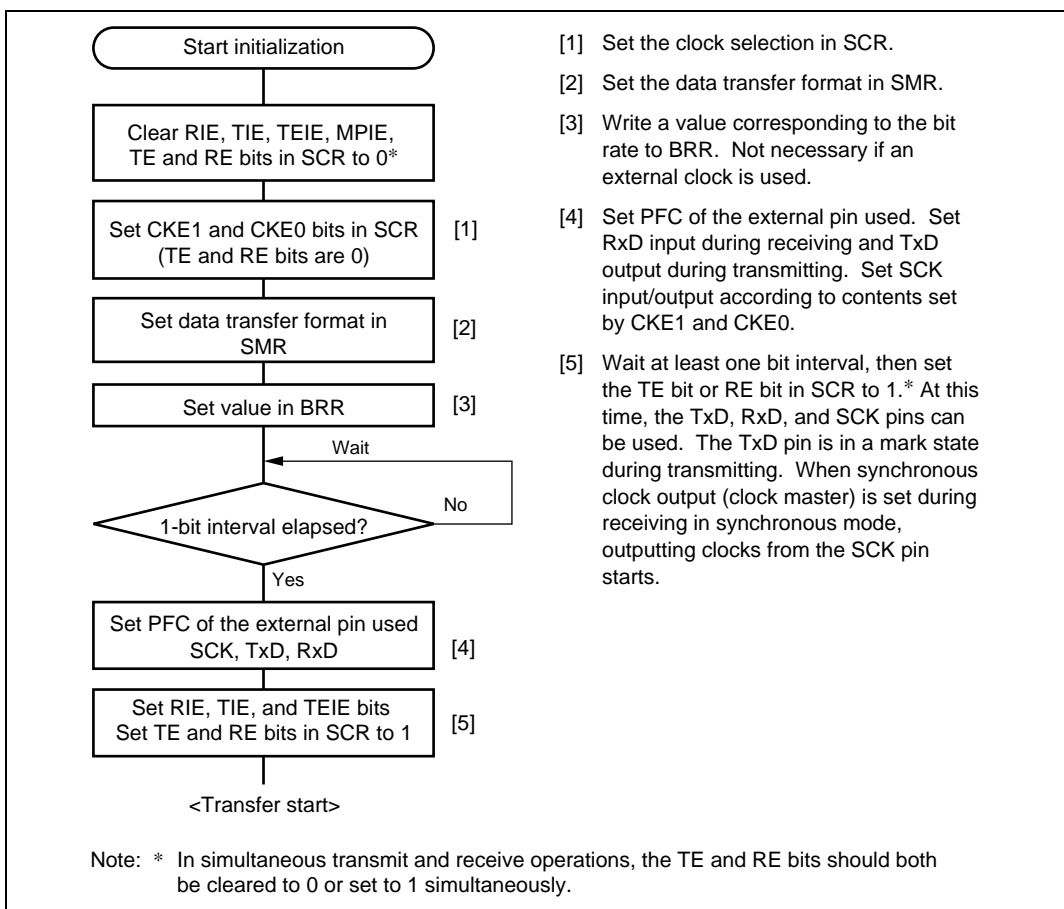 Start initialization
Clear RIE, TIE, TEIE, MPIE,
TE and RE bits in SCR to 0*
Set CKE1 and CKE0 bits in SCR
(TE and RE bits are 0)
[1]
Set data transfer format in
SMR
[2]
Set value in BRR
[3]
Wait
1-bit interval elapsed?
No
Yes
Set PFC of the external pin used
SCK, TxD, RxD
[4]
Set RIE, TIE, and TEIE bits
Set TE and RE bits in SCR to 1
[5]
<Transfer start>
[1] Set the clock selection in SCR.
[2] Set the data transfer format in SMR.
[3] Write a value corresponding to the bit
rate to BRR. Not necessary if an
external clock is used.
[4] Set PFC of the external pin used. Set
RxD input during receiving and TxD
output during transmitting. Set SCK
input/output according to contents set
by CKE1 and CKE0.
[5] Wait at least one bit interval, then set
the TE bit or RE bit in SCR to 1.* At this
time, the TxD, RxD, and SCK pins can
be used. The TxD pin is in a mark state
during transmitting. When synchronous
clock output (clock master) is set during
receiving in synchronous mode,
outputting clocks from the SCK pin
starts.
Note: * In simultaneous transmit and receive operations, the TE and RE bits should both
be cleared to 0 or set to 1 simultaneously.